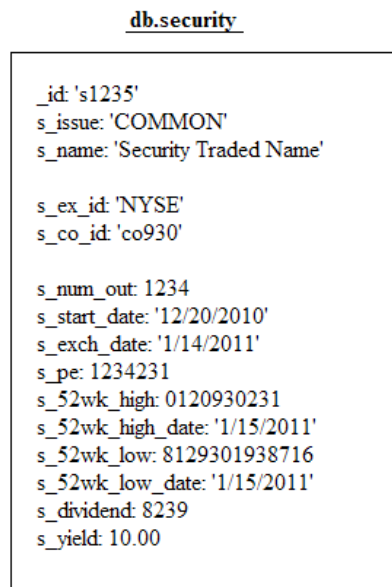 db.security
_id: 's1235'
s_issue: 'COMMON'
s_name: 'Security Traded Name'
s_ex_id: 'NYSE'
s_co_id: 'co930'
s_num_out: 1234
s_start_date: '12/20/2010'
s_exch_date: '1/14/2011'
s_pe: 1234231
s_52wk_high: 0120930231
s_52wk_high_date: '1/15/2011'
s_52wk_low: 8129301938716
s_52wk_low_date: '1/15/2011'
s_dividend: 8239
s_yield: 10.00